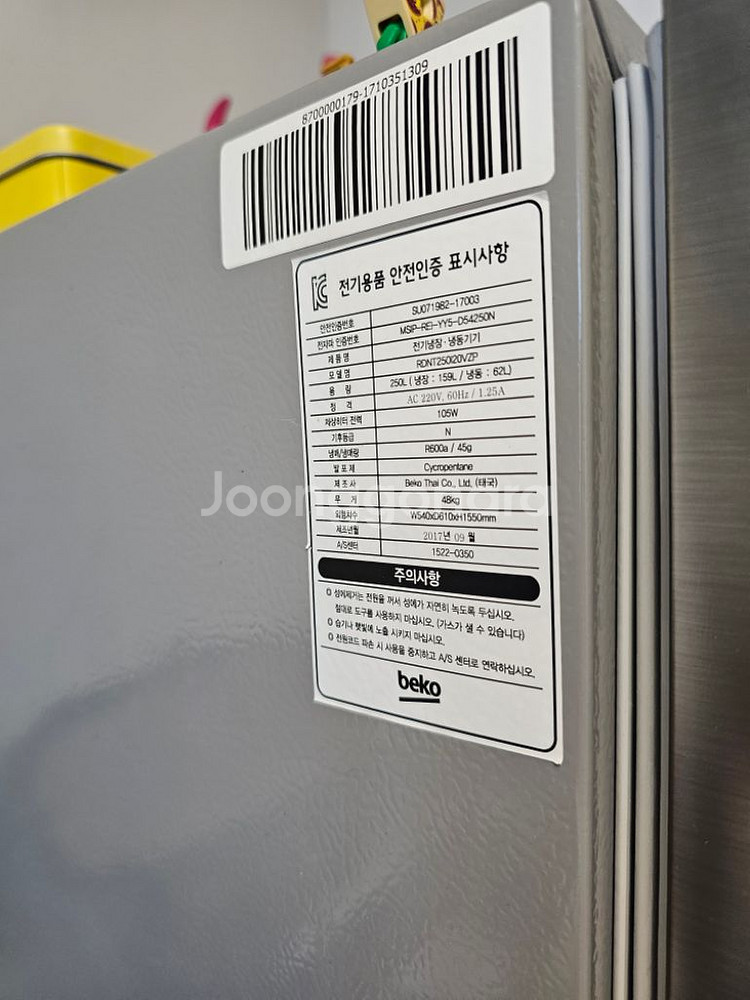 8700000179-1710351309
전기용품 안전인증 표시사항
안전인증번호 SU071982-17003
전자파 인증번호 MSIP-REI-YY5-D54250N
제품명 전기냉장·냉동기기
모델명 RDNT250I20VZP
용 량 250L ( 냉장 : 159L / 냉동 : 62L)
정 격 AC 220V, 60Hz / 1.25A
제상히터 전력 105W
기후등급 N
냉매/냉매량 R600a / 45g
발포제 Cycropentane
제조사 Beko Thai Co., Ltd, (태국)
무 게 48kg
외형치수 W540xD610xH1550mm
제조년월 2017년 09 월
A/S센터 1522-0350
주의사항
성에제거는 전원을 꺼서 성에가 자연히 녹도록 두십시오.
절대로 도구를 사용하지 마십시오. (가스가 샐 수 있습니다)
습기나 햇빛에 노출 시키지 마십시오.
전원코드 파손 시 사용을 중지하고 A/S 센터로 연락하십시오.
beko
Joonggonara